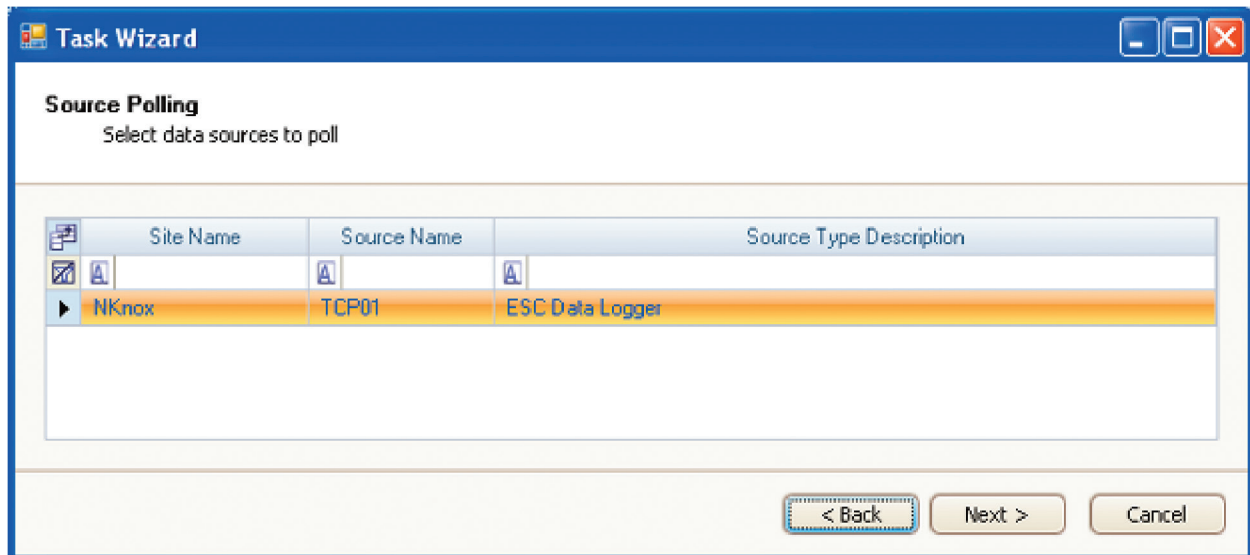 Task Wizard
Source Polling
Select data sources to poll
Site Name Source Name Source Type Description
A A A
NKnox TCP01 ESC Data Logger
< Back Next > Cancel